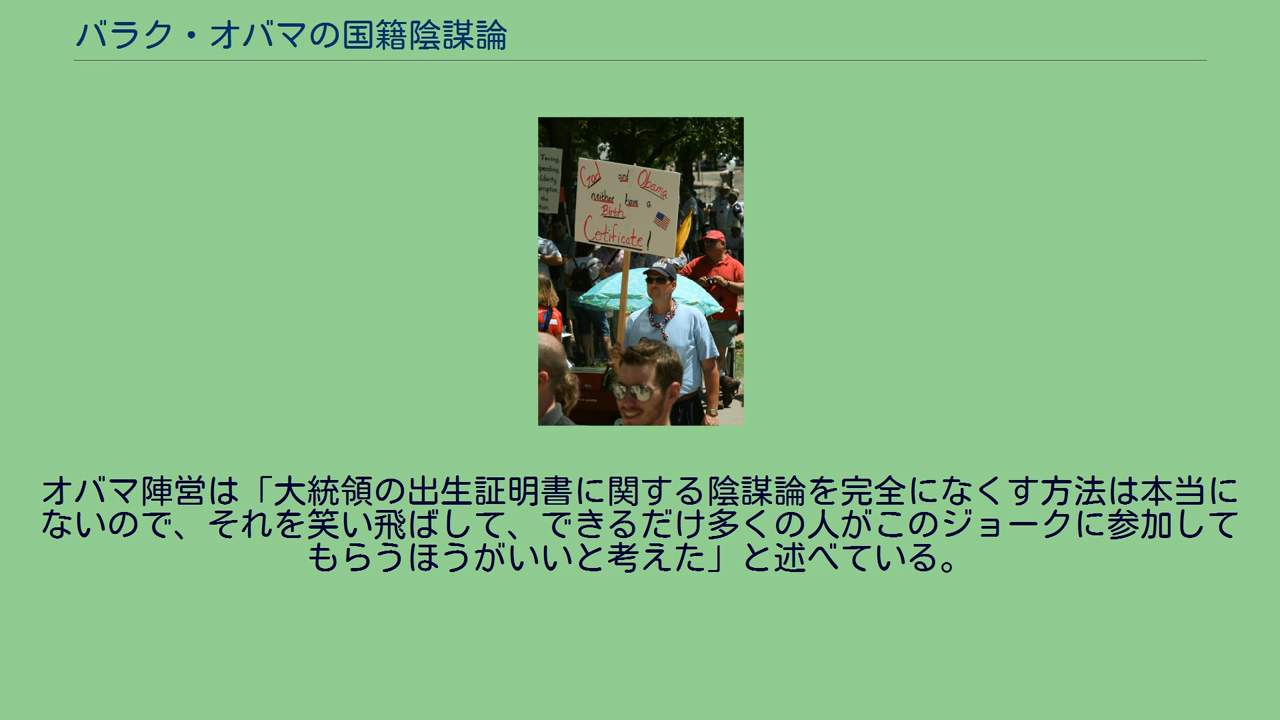 バラク・オバマの国籍陰謀論
Taxing,
spending,
Liberty
the
God and Obama
neither have a
Birth
Certificate!
オバマ陣営は「大統領の出生証明書に関する陰謀論を完全になくす方法は本当に
ないので、それを笑い飛ばして、できるだけ多くの人がこのジョークに参加して
もらうほうがいいと考えた」と述べている。